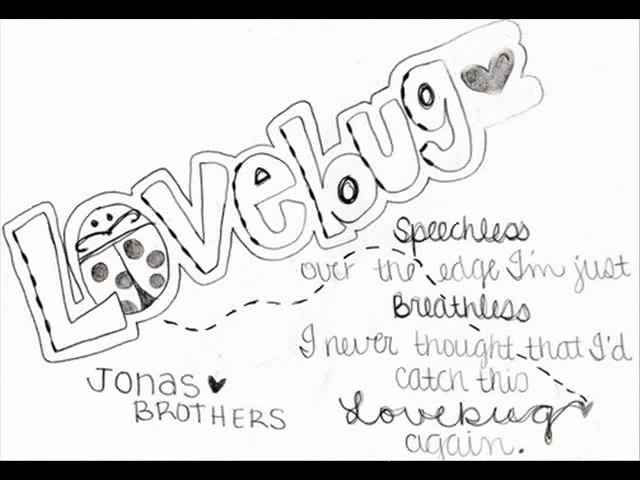 Lovebug
Speechless
over the edge I'm just
Breathless
I never thought that I'd
catch this
Lovebug
again.
Jonas
BROTHERS